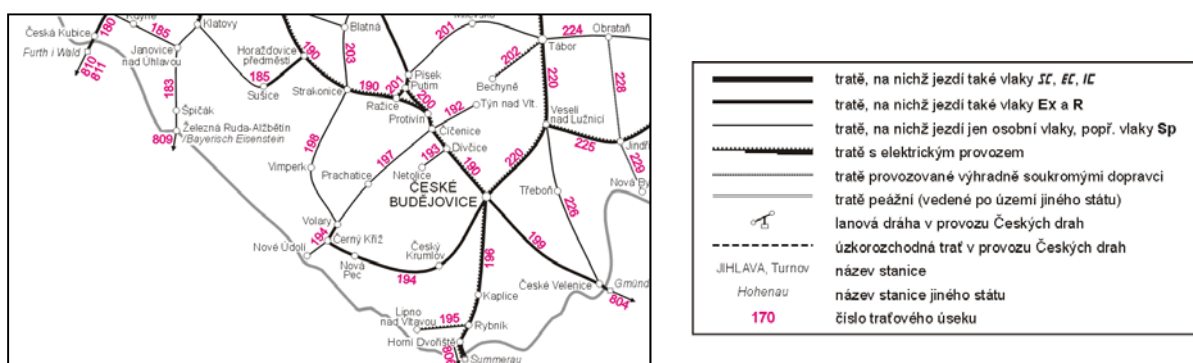 Kdyně
Milevsko
180
185
Klatovy
Blatná
201
224
Obrataň
Česká Kubice
Furth i Wald
Janovice
nad Úhlavou
Horažďovice
předměstí
190
203
202
Tábor
810
811
Písek
Putim
Bechyně
220
228
183
185
Sušice
Strakonice
190
201
Ražice
200
192
Týn nad Vlt.
Veselí
nad Lužnicí
Špičák
Protivín
Číčenice
Železná Ruda-Alžbětín
/Bayerisch Eisenstein
809
198
197
193
Dívčice
190
220
225
Jindř
229
Vimperk
Prachatice
Netolice
ČESKÉ
BUDĚJOVICE
Třeboň
Nová By
226
Volary
194
Černý Kříž
Nové Údolí
Nová
Pec
194
Český
Krumlov
196
199
České Velenice
Gmünd
804
Kaplice
Lipno
nad Vltavou
195
Rybník
Horní Dvořiště
Summerau
tratě, na nichž jezdí také vlaky SC, EC, IC
tratě, na nichž jezdí také vlaky Ex a R
tratě, na nichž jezdí jen osobní vlaky, popř. vlaky Sp
tratě s elektrickým provozem
tratě provozované výhradně soukromými dopravci
tratě peážní (vedené po území jiného státu)
lanová dráha v provozu Českých drah
úzkorozchodná trať v provozu Českých drah
JIHLAVA, Turnov název stanice
Hohenau název stanice jiného státu
170 číslo traťového úseku